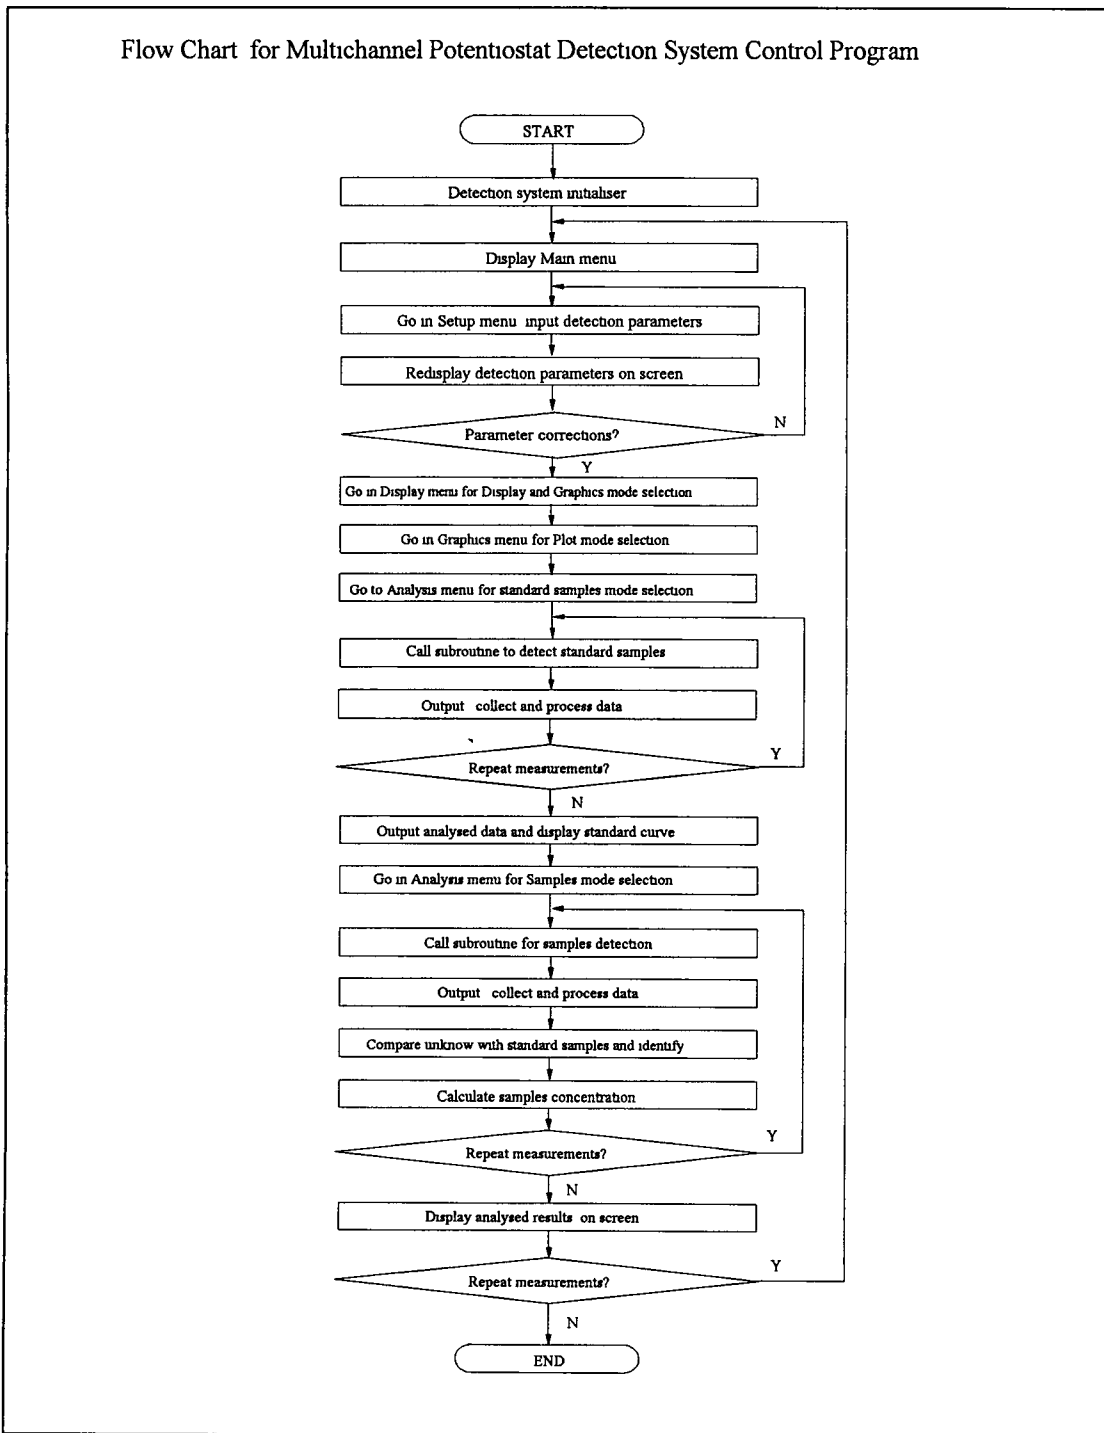 Flow Chart for Multichannel Potentiostat Detection System Control Program
START
Detection system initialiser
Display Main menu
Go in Setup menu input detection parameters
Redisplay detection parameters on screen
Parameter corrections?
N
Y
Go in Display menu for Display and Graphics mode selection
Go in Graphics menu for Plot mode selection
Go to Analysis menu for standard samples mode selection
Call subroutine to detect standard samples
Output collect and process data
Repeat measurements?
Y
N
Output analysed data and display standard curve
Go in Analysis menu for Samples mode selection
Call subroutine for samples detection
Output collect and process data
Compare unknow with standard samples and identify
Calculate samples concentration
Repeat measurements?
Y
N
Display analysed results on screen
Repeat measurements?
Y
N
END